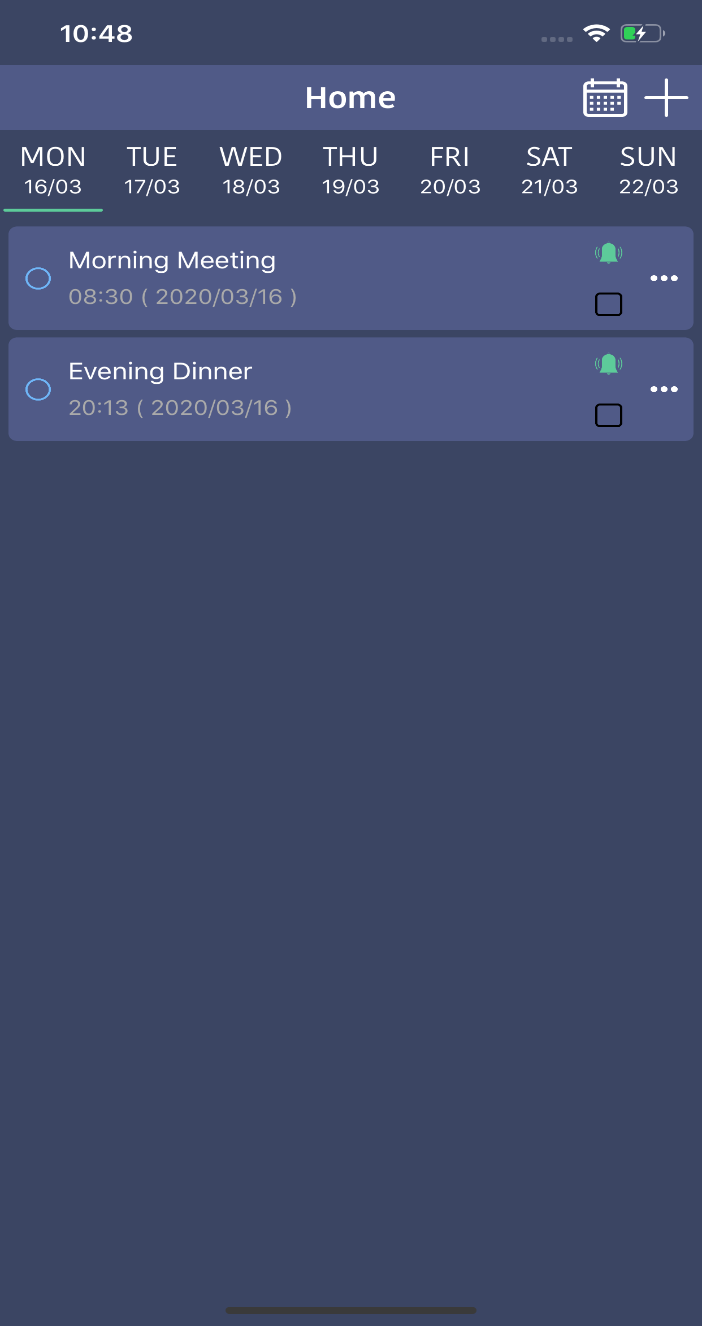 10:48
Home
MON TUE WED THU FRI SAT SUN
16/03 17/03 18/03 19/03 20/03 21/03 22/03
Morning Meeting
08:30 ( 2020/03/16 )
Evening Dinner
20:13 ( 2020/03/16 )